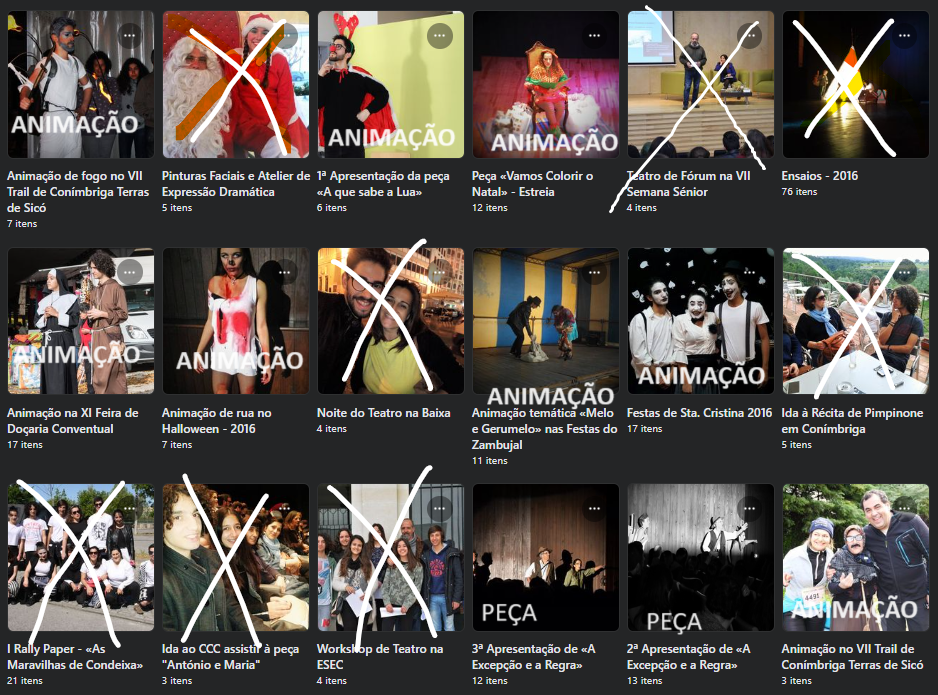 ANIMAÇÃO
Animação de fogo no VII
Trail de Conímbriga Terras
de Sicó
7 itens
Pinturas Faciais e Atelier de
Expressão Dramática
5 itens
ANIMAÇÃO
1ª Apresentação da peça
«A que sabe a Lua»
6 itens
ANIMAÇÃO
Peça «Vamos Colorir o
Natal» - Estreia
12 itens
Teatro de Fórum na VII
Semana Sénior
4 itens
Ensaios - 2016
76 itens
ANIMAÇÃO
Animação na XI Feira de
Doçaria Conventual
17 itens
ANIMAÇÃO
Animação de rua no
Halloween - 2016
7 itens
Noite do Teatro na Baixa
4 itens
ANIMAÇÃO
Animação temática «Melo
e Gerumelo» nas Festas do
Zambujal
11 itens
ANIMAÇÃO
Festas de Sta. Cristina 2016
17 itens
Ida à Récita de Pimpinone
em Conímbriga
5 itens
I Rally Paper - «As
Maravilhas de Condeixa»
21 itens
Ida ao CCC assistir à peça
"António e Maria"
3 itens
Workshop de Teatro na
ESEC
4 itens
PEÇA
3ª Apresentação de «A
Excepção e a Regra»
12 itens
PEÇA
2ª Apresentação de «A
Excepção e a Regra»
13 itens
4491
ANIMAÇÃO
Animação no VII Trail de
Conímbriga Terras de Sicó
3 itens